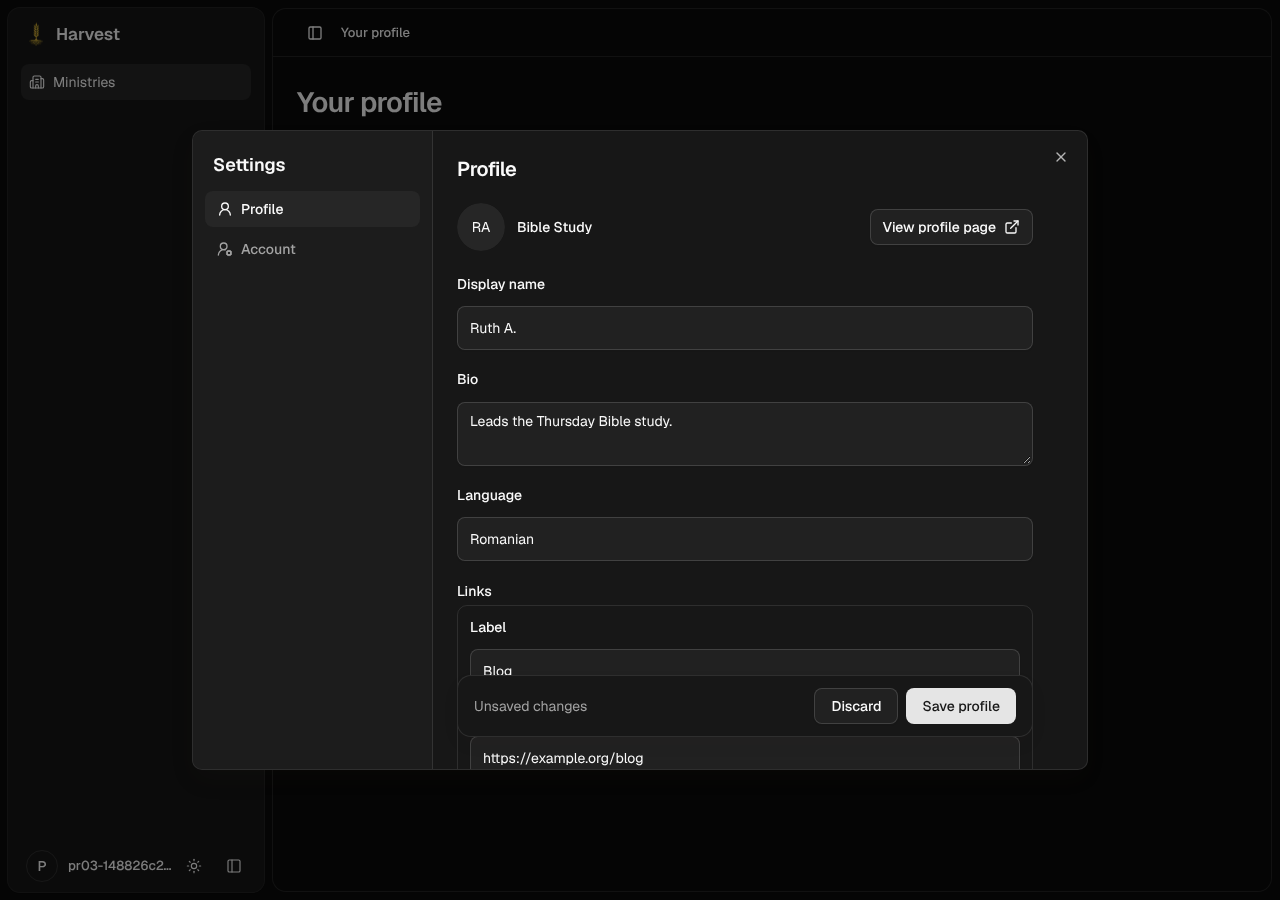 Harvest
Your profile
Ministries
Your profile
Settings
Profile
Account
Profile
RA
Bible Study
View profile page
Display name
Ruth A.
Bio
Leads the Thursday Bible study.
Language
Romanian
Links
Label
Blog
Unsaved changes
Discard
Save profile
https://example.org/blog
P
pr03-148826c2...